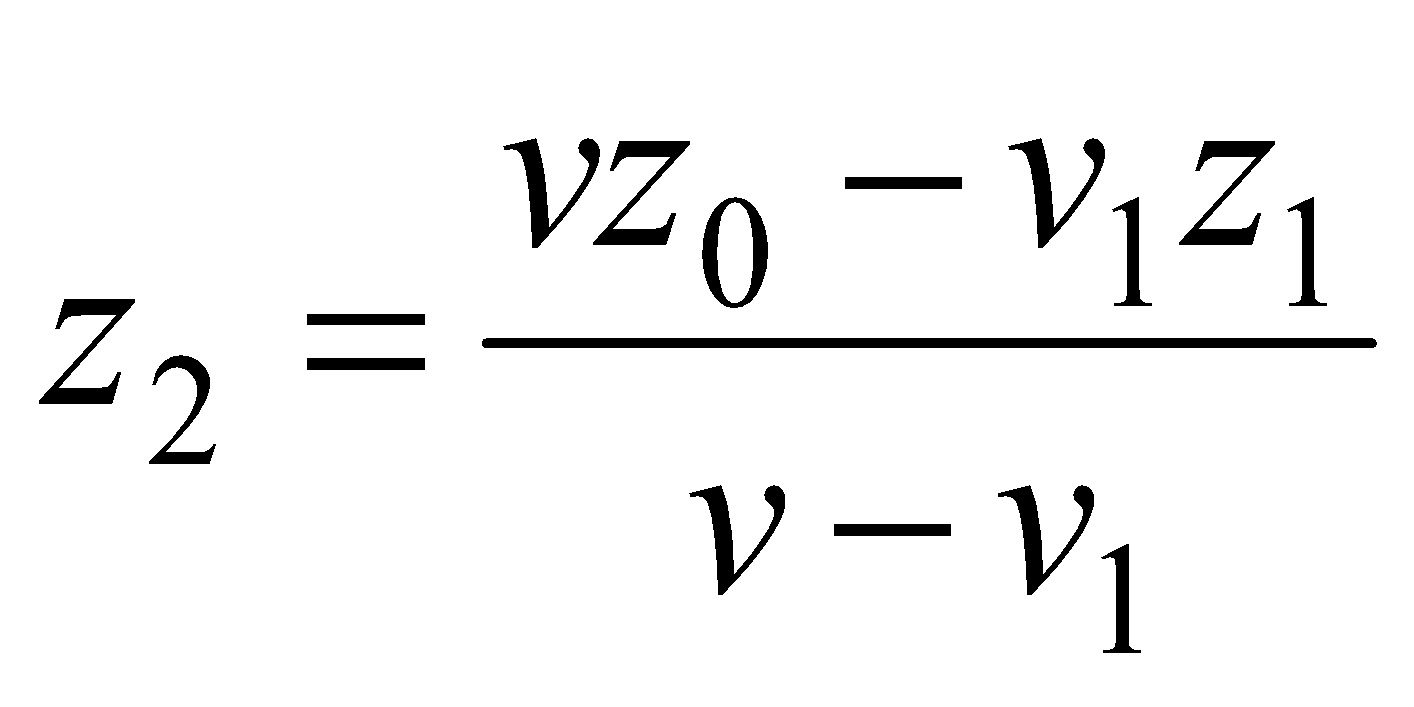 z₂ = (vz₀ − v₁z₁) / (v − v₁)